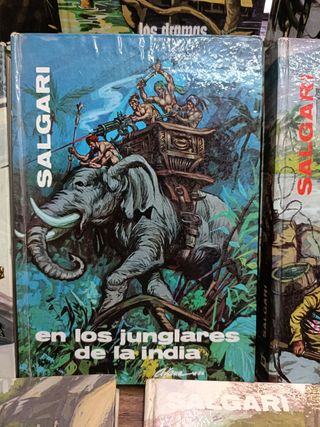 los dramas
SALGARI
en los junglares
de la india
SALGARI
SALGARI